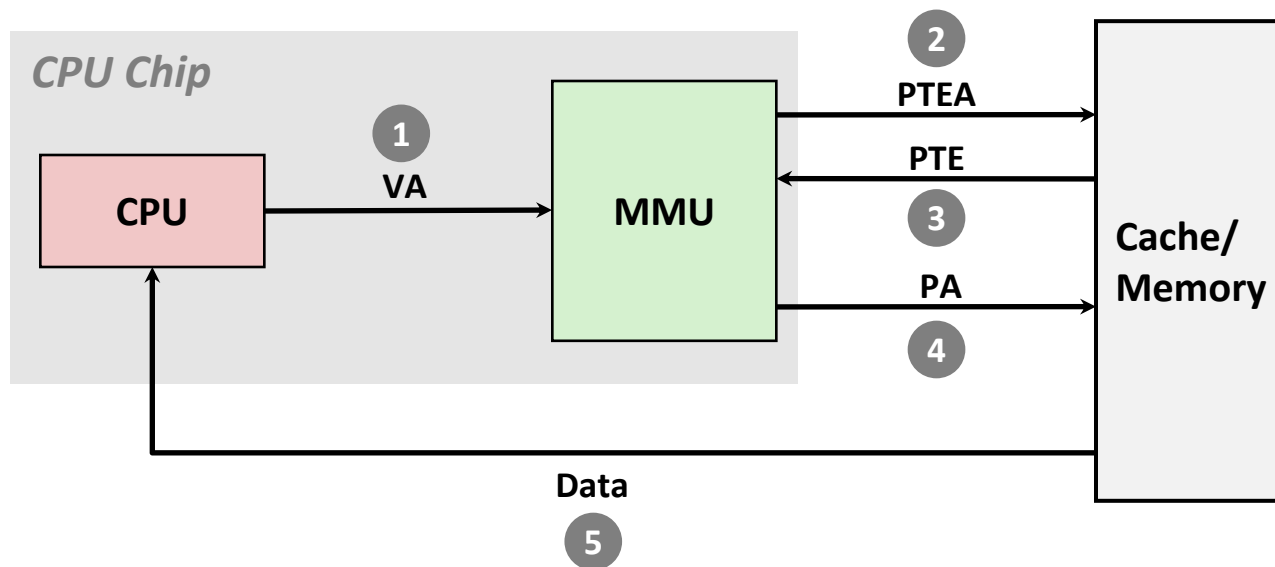 CPU Chip
2
PTEA
1
VA
CPU
MMU
PTE
3
Cache/
Memory
PA
4
Data
5